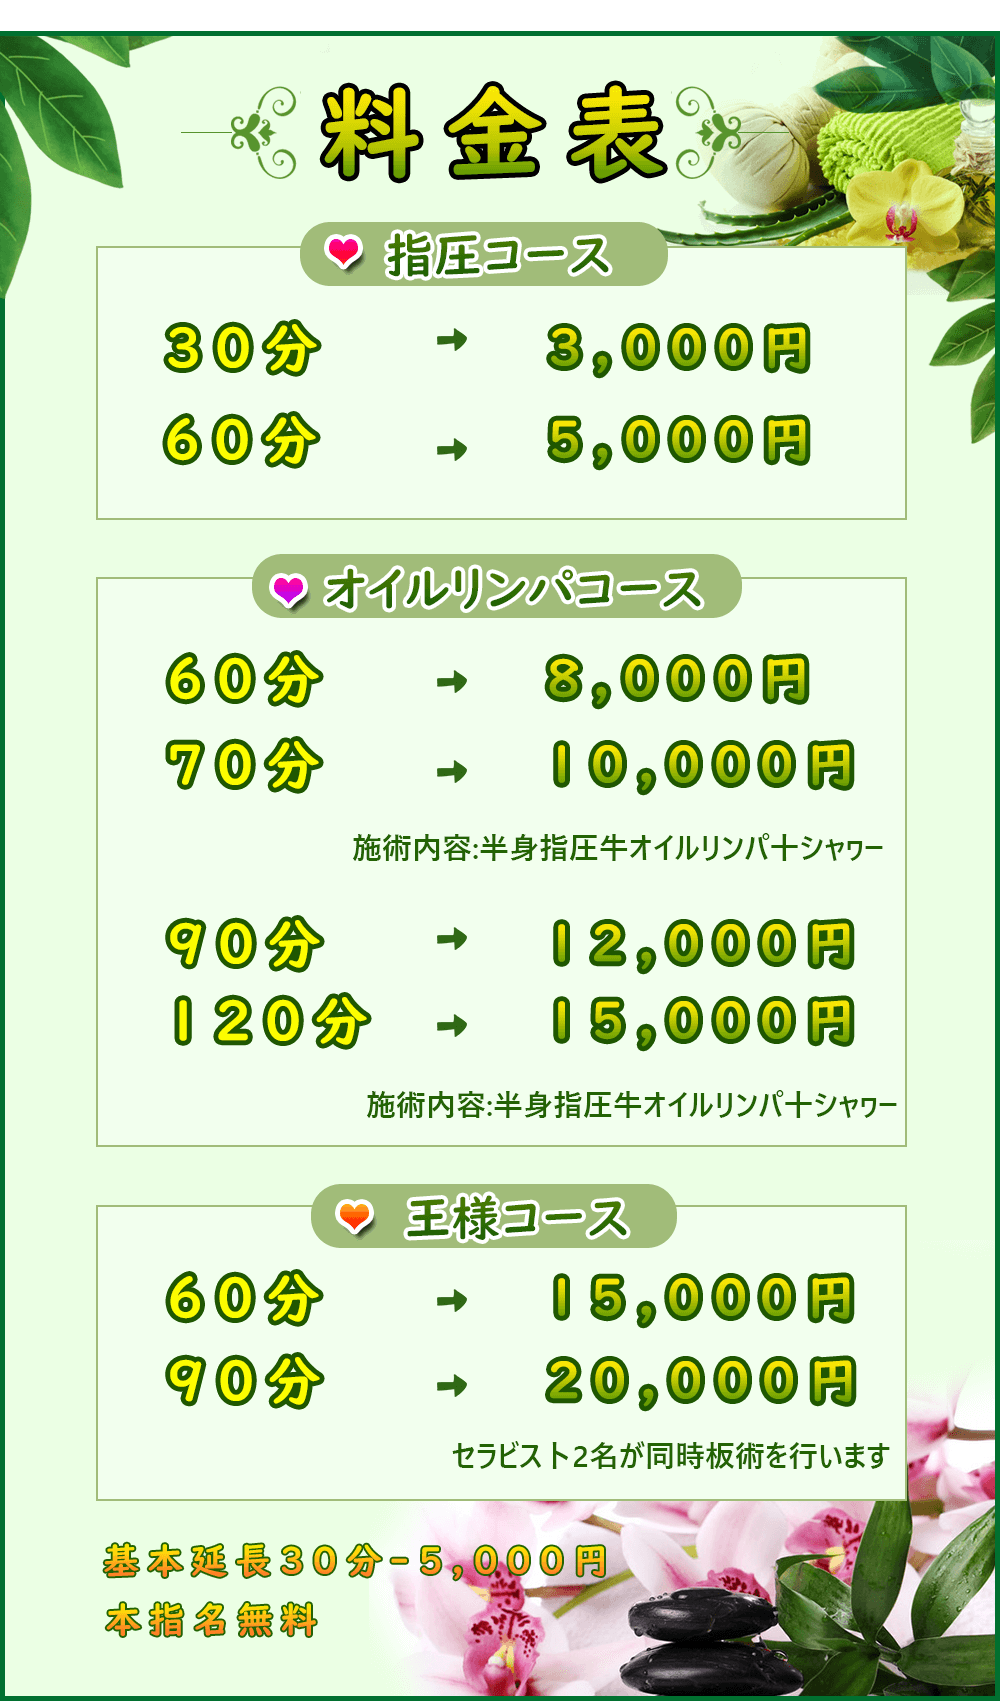 料金表
指圧コース
30分 → 3,000円
60分 → 5,000円
オイルリンパコース
60分 → 8,000円
70分 → 10,000円
施術内容:半身指圧牛オイルリンパ十シャワー
90分 → 12,000円
120分 → 15,000円
施術内容:半身指圧牛オイルリンパ十シャワー
王様コース
60分 → 15,000円
90分 → 20,000円
セラビスト2名が同時板術を行います
基本延長30分-5,000円
本指名無料